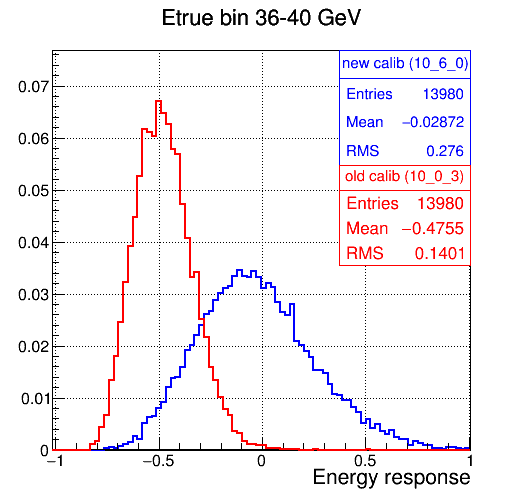 Etrue bin 36-40 GeV
new calib (10_6_0)
Entries 13980
Mean −0.02872
RMS 0.276
old calib (10_0_3)
Entries 13980
Mean −0.4755
RMS 0.1401
0.07
0.06
0.05
0.04
0.03
0.02
0.01
0
−1 −0.5 0 0.5 1
Energy response